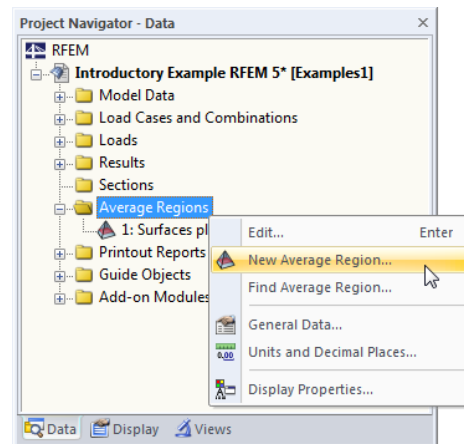 Project Navigator - Data
RFEM
Introductory Example RFEM 5* [Examples1]
Model Data
Load Cases and Combinations
Loads
Results
Sections
Average Regions
1: Surfaces pl
Edit... Enter
Printout Reports
New Average Region...
Guide Objects
Find Average Region...
Add-on Modules
General Data...
0,00 Units and Decimal Places...
Display Properties...
Data Display Views